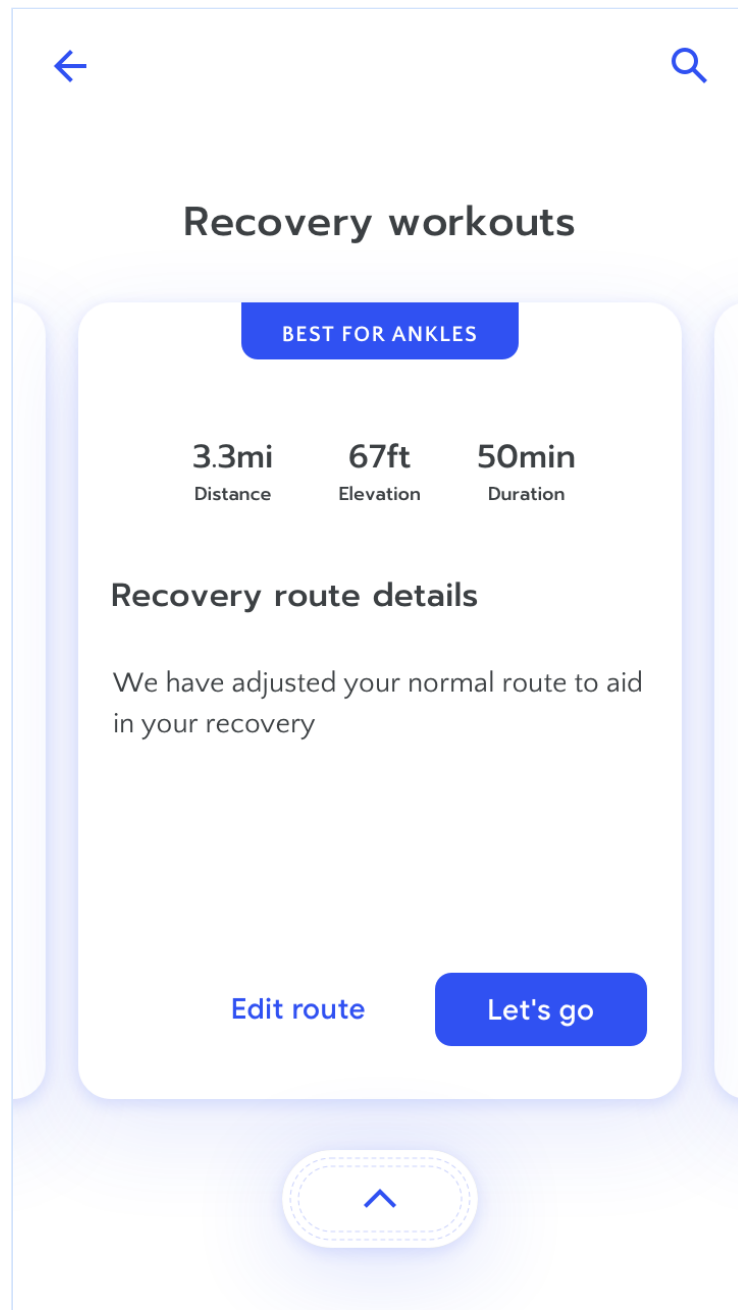 Recovery workouts
BEST FOR ANKLES
3.3mi 67ft 50min
Distance Elevation Duration
Recovery route details
We have adjusted your normal route to aid
in your recovery
Edit route Let's go